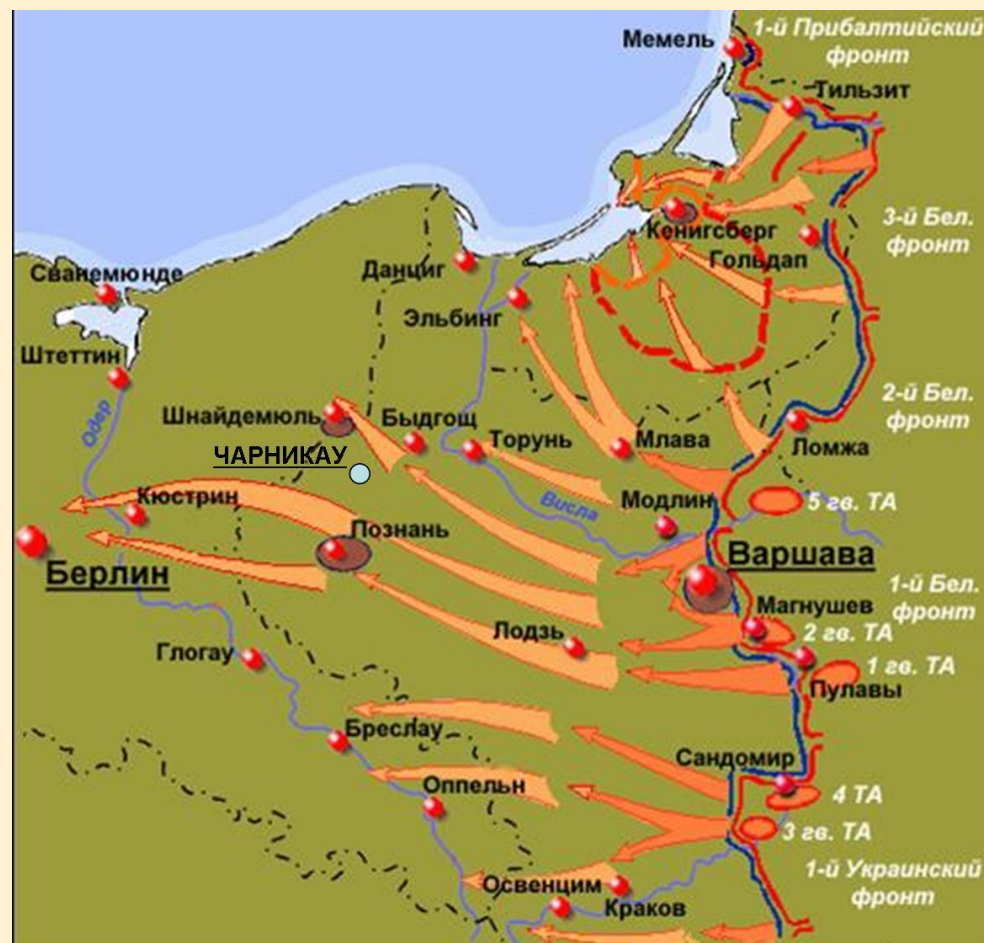 1-й Прибалтийский
фронт
Мемель
Тильзит
3-й Бел.
фронт
Кенигсберг
Гольдап
Данциг
Сванемюнде
Эльбинг
Штеттин
Одер
2-й Бел.
фронт
Шнайдемюль
Быдгощ
Торунь
Млава
Ломжа
ЧАРНИКАУ
Кюстрин
Висла
Модлин
5 гв. ТА
Познань
Варшава
Берлин
1-й Бел.
фронт
Магнушев
2 гв. ТА
Лодзь
Глогау
1 гв. ТА
Пулавы
Бреслау
Сандомир
Оппельн
4 ТА
3 гв. ТА
1-й Украинский
фронт
Освенцим
Краков